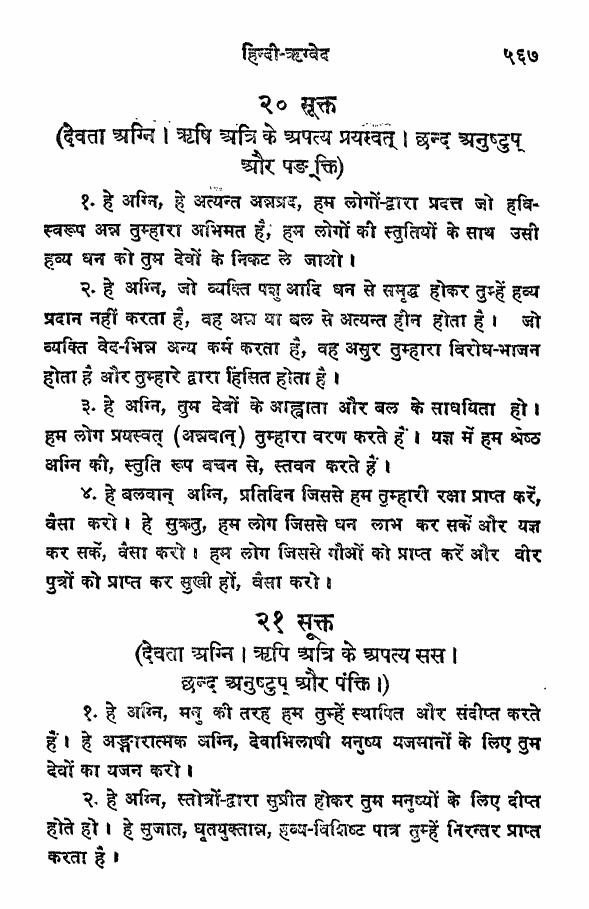 हिन्दी-ऋग्वेद ५६७
२० सूक्त
(देवता अग्नि। ऋषि अत्रि के अपत्य प्रयस्वत्। छन्द अनुष्टुप्
और पङ्क्ति)
१. हे अग्नि, हे अत्यन्त अन्नप्रद, हम लोगों-द्वारा प्रदत्त जो हवि-
स्वरूप अन्न तुम्हारा अभिमत है, हम लोगों की स्तुतियों के साथ उसी
हव्य धन को तुम देवों के निकट ले जाओ।
२. हे अग्नि, जो व्यक्ति पशु आदि धन से समृद्ध होकर तुम्हें हव्य
प्रदान नहीं करता है, वह अन्न या बल से अत्यन्त हीन होता है। जो
व्यक्ति वेद-भिन्न अन्य कर्म करता है, वह असुर तुम्हारा विरोध-भाजन
होता है और तुम्हारे द्वारा हिंसित होता है।
३. हे अग्नि, तुम देवों के आह्वाता और बल के साधयिता हो।
हम लोग प्रयस्वत् (अन्नवान्) तुम्हारा वरण करते हैं। यज्ञ में हम श्रेष्ठ
अग्नि की, स्तुति रूप वचन से, स्तवन करते हैं।
४. हे बलवान् अग्नि, प्रतिदिन जिससे हम तुम्हारी रक्षा प्राप्त करें,
वैसा करो। हे सुक्रतु, हम लोग जिससे धन लाभ कर सकें और यज्ञ
कर सकें, वैसा करो। हम लोग जिससे गौओं को प्राप्त करें और वीर
पुत्रों को प्राप्त कर सुखी हों, वैसा करो।
२१ सूक्त
(देवता अग्नि। ऋषि अत्रि के अपत्य सस।
छन्द अनुष्टुप् और पंक्ति।)
१. हे अग्नि, मनु की तरह हम तुम्हें स्थापित और संदीप्त करते
हैं। हे अङ्गारात्मक अग्नि, देवाभिलाषी मनुष्य यजमानों के लिए तुम
देवों का यजन करो।
२. हे अग्नि, स्तोत्रों-द्वारा सुप्रीत होकर तुम मनुष्यों के लिए दीप्त
होते हो। हे सुजात, घृतयुक्तान्न, हव्य-विशिष्ट पात्र तुम्हें निरन्तर प्राप्त
करता है।